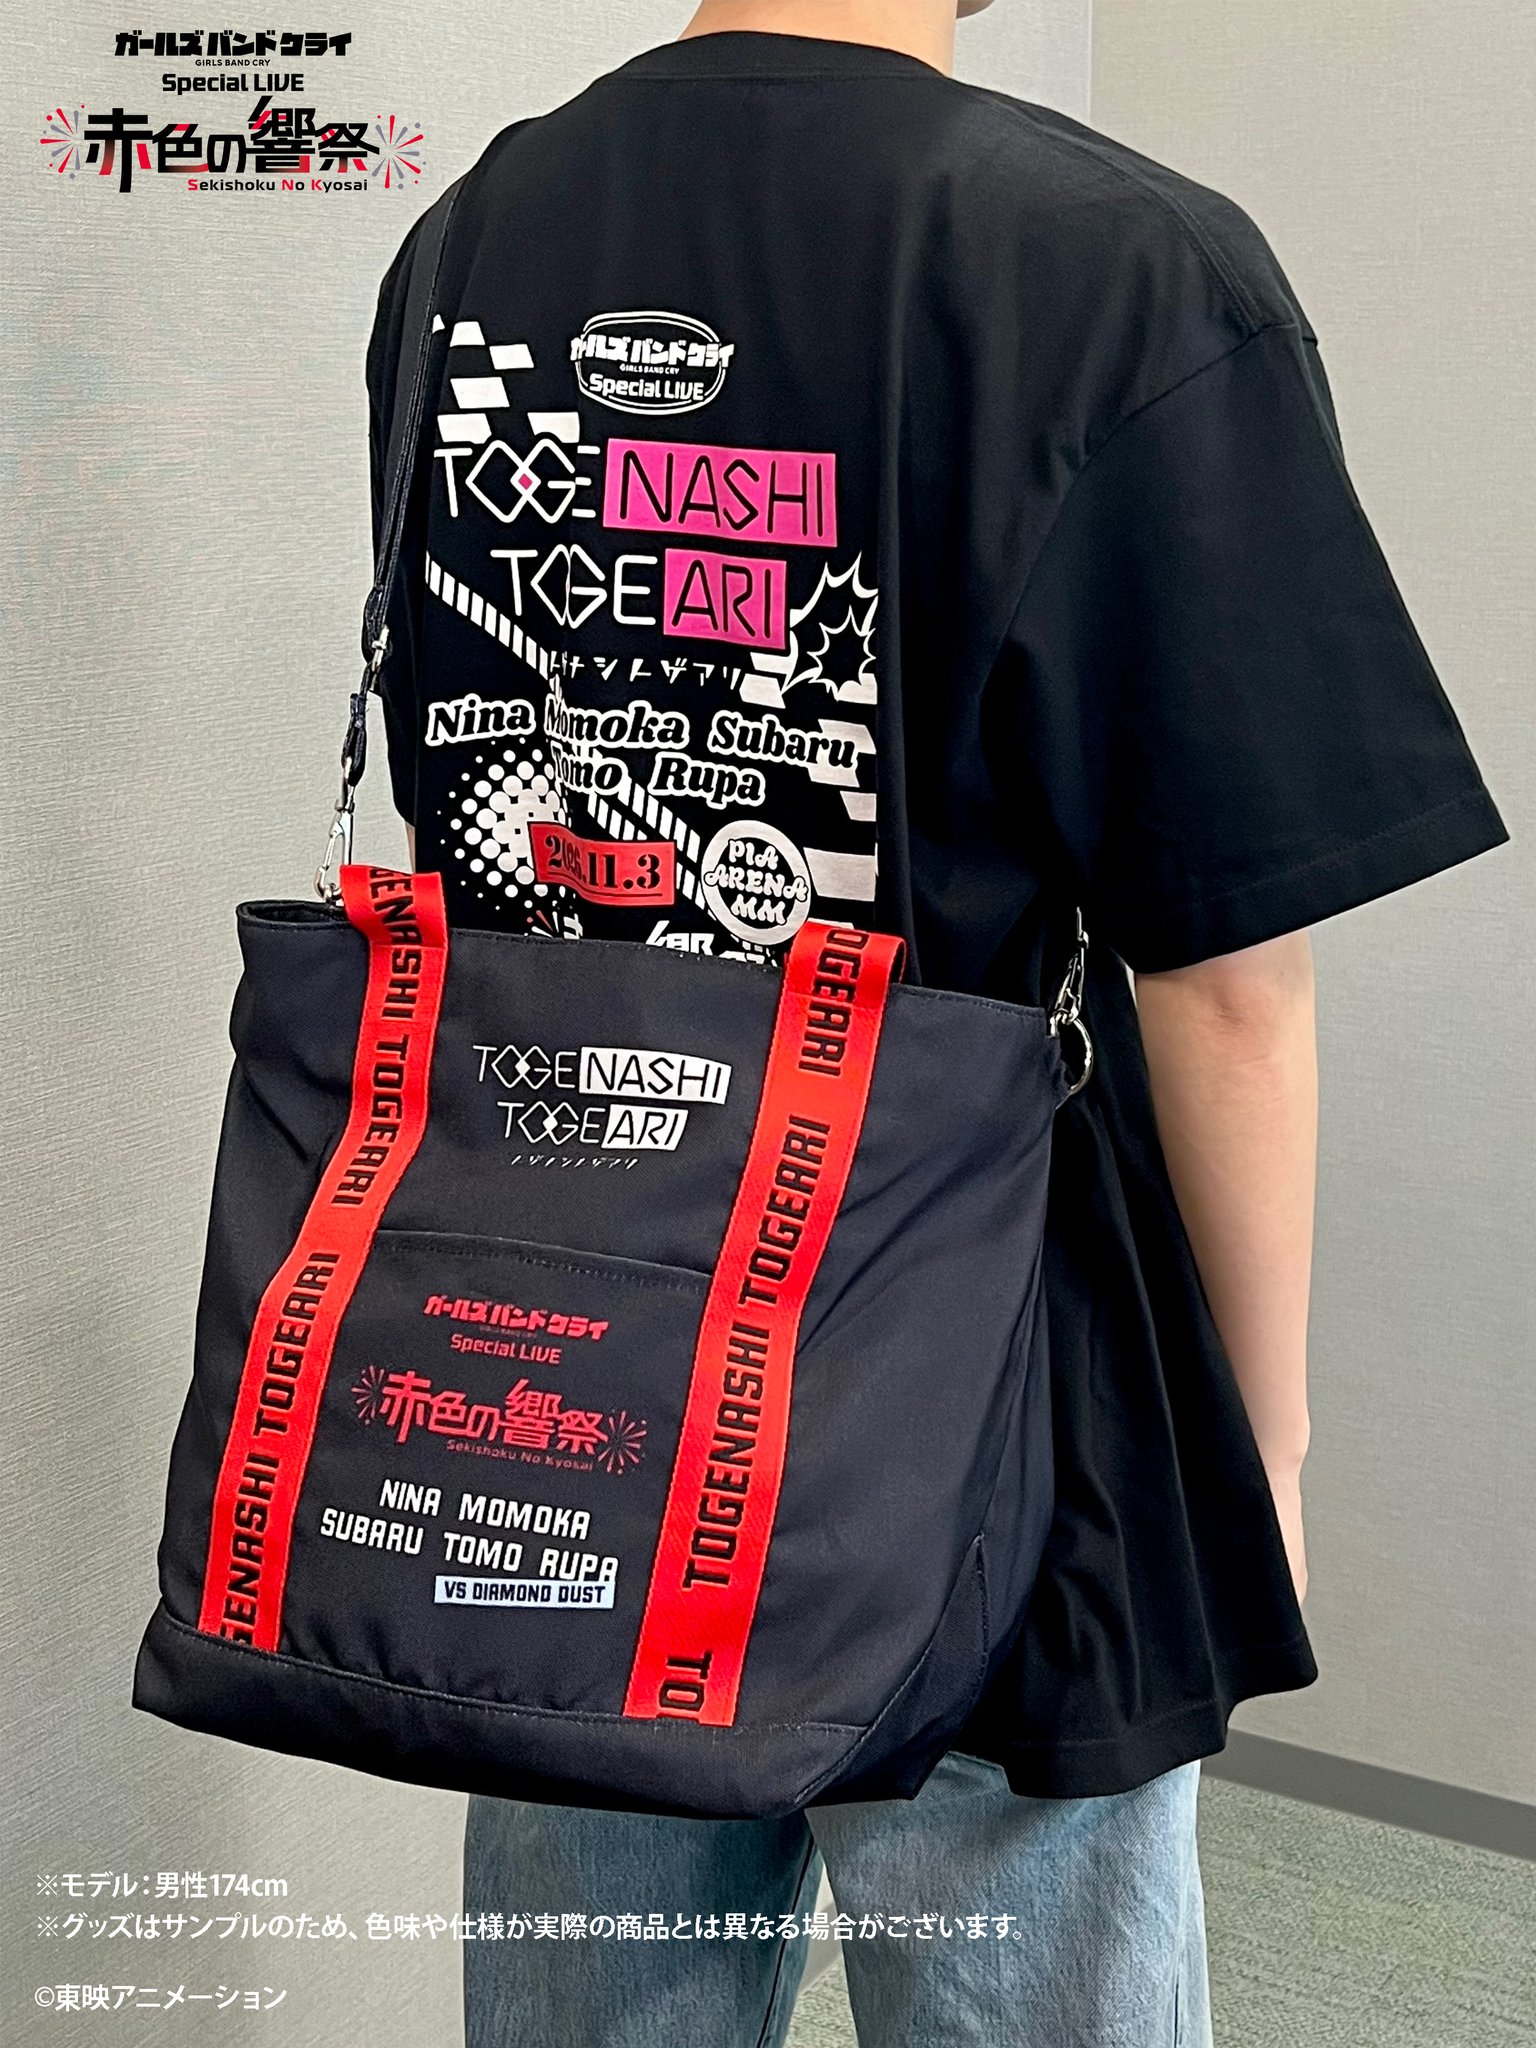 ガールズバンドクライ
GIRLS BAND CRY
Special LIVE
赤色の響祭
Sekishoku No Kyosai
ガールズバンドクライ
GIRLS BAND CRY
Special LIVE
TOGENASHI
TOGEARI
トゲナシトゲアリ
Nina Momoka Subaru
Tomo Rupa
11.3
PIA
ARENA
MM
GENASHI TOGEARI
TOGENASHI TOGEARI
OGEARI
TOGENASHI TOGEARI
TO
TOGENASHI
TOGEARI
トゲナシトゲアリ
ガールズバンドクライ
GIRLS BAND CRY
Special LIVE
赤色の響祭
Sekishoku No Kyosai
NINA MOMOKA
SUBARU TOMO RUPA
VS DIAMOND DUST
※モデル：男性174cm
※グッズはサンプルのため、色味や仕様が実際の商品とは異なる場合がございます。
©東映アニメーション